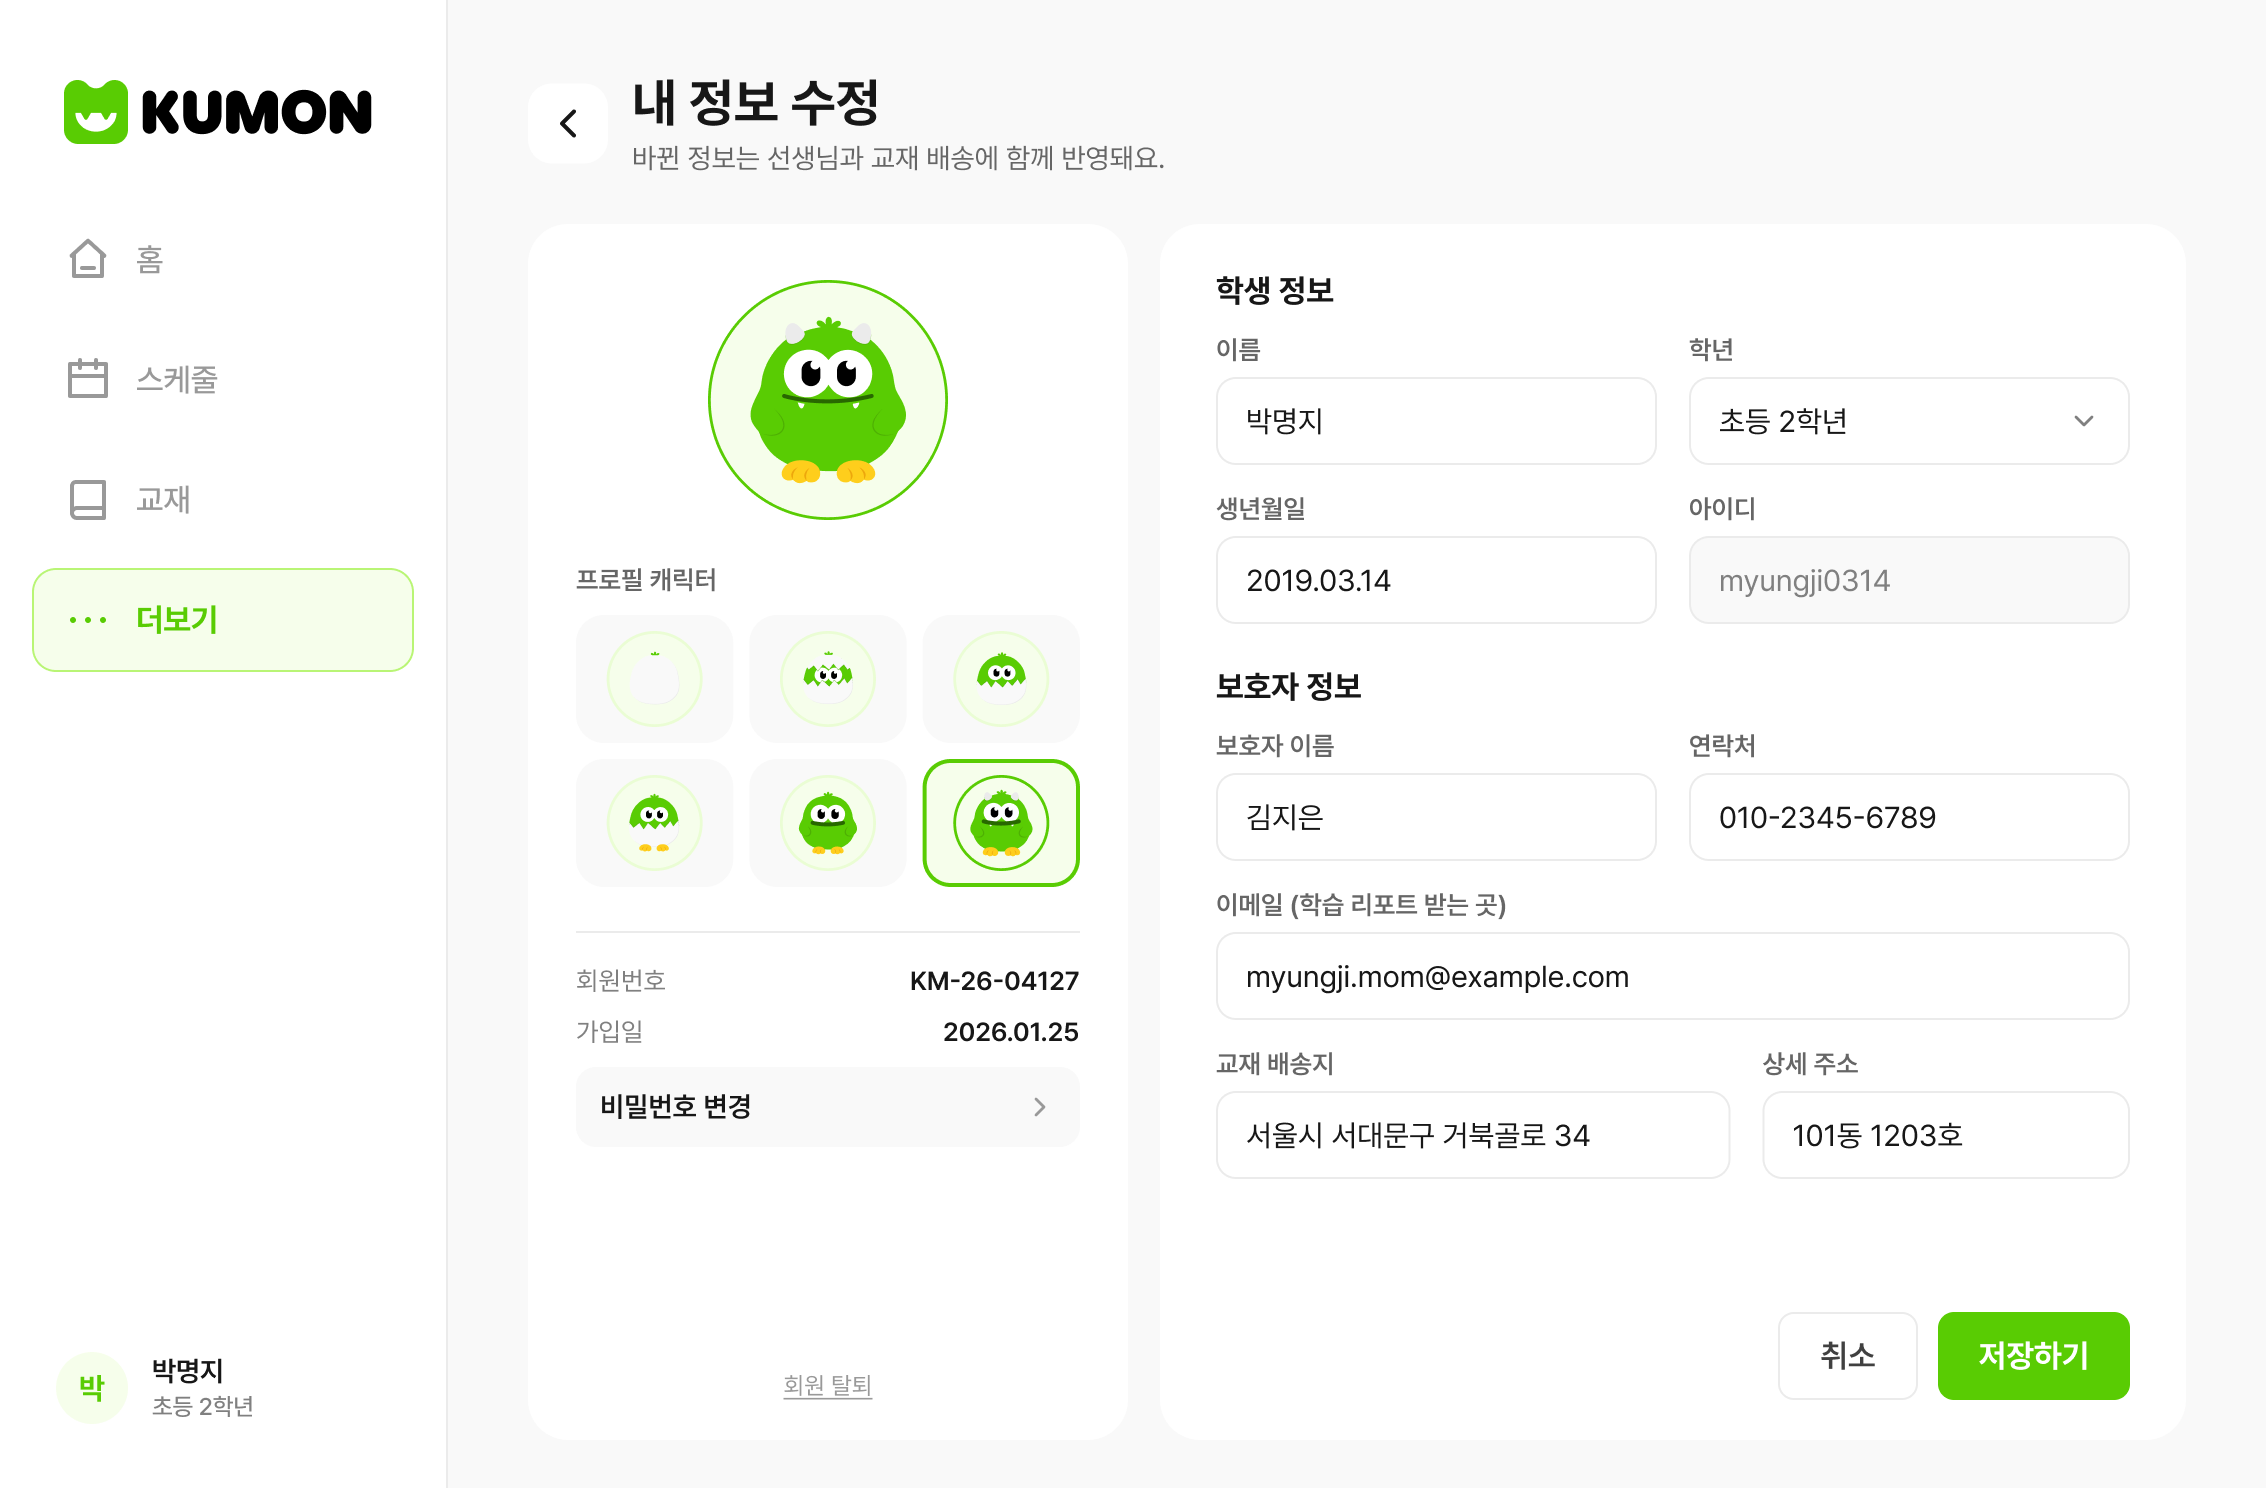 KUMON
홈
스케줄
교재
더보기
박
박명지
초등 2학년
내 정보 수정
바뀐 정보는 선생님과 교재 배송에 함께 반영돼요.
프로필 캐릭터
회원번호 KM-26-04127
가입일 2026.01.25
비밀번호 변경
회원 탈퇴
학생 정보
이름 학년
박명지 초등 2학년
생년월일 아이디
2019.03.14 myungji0314
보호자 정보
보호자 이름 연락처
김지은 010-2345-6789
이메일 (학습 리포트 받는 곳)
myungji.mom@example.com
교재 배송지 상세 주소
서울시 서대문구 거북골로 34 101동 1203호
취소 저장하기